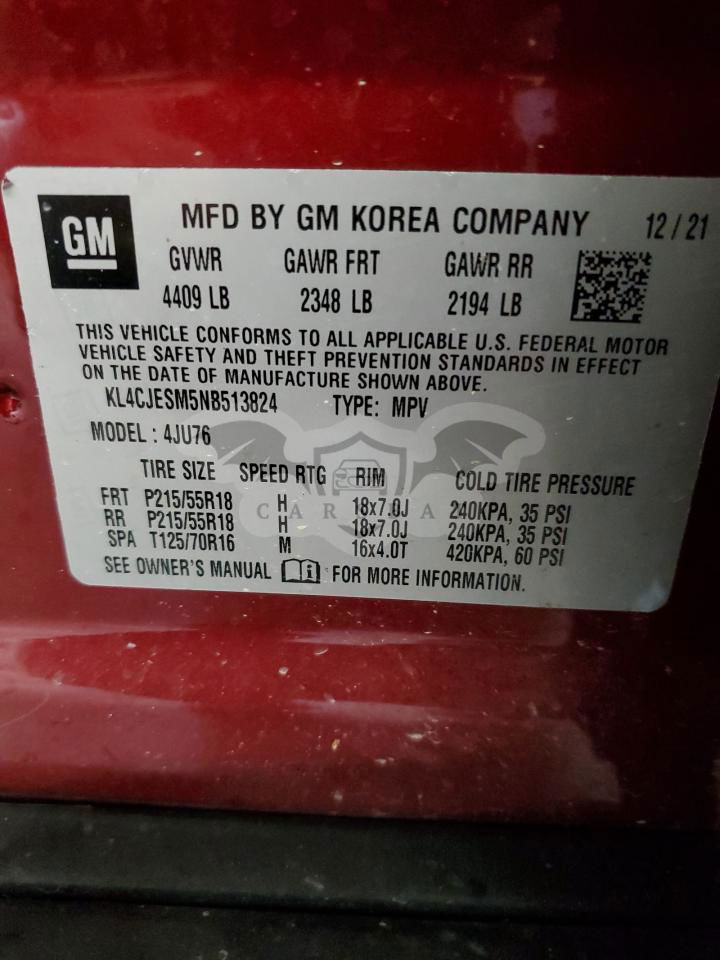 GM
MFD BY GM KOREA COMPANY 12/21
GVWR GAWR FRT GAWR RR
4409 LB 2348 LB 2194 LB
THIS VEHICLE CONFORMS TO ALL APPLICABLE U.S. FEDERAL MOTOR
VEHICLE SAFETY AND THEFT PREVENTION STANDARDS IN EFFECT
ON THE DATE OF MANUFACTURE SHOWN ABOVE.
KL4CJESM5NB513824 TYPE: MPV
MODEL : 4JU76
TIRE SIZE SPEED RTG RIM COLD TIRE PRESSURE
FRT P215/55R18 H 18x7.0J 240KPA, 35 PSI
RR P215/55R18 H 18x7.0J 240KPA, 35 PSI
SPA T125/70R16 M 16x4.0T 420KPA, 60 PSI
SEE OWNER'S MANUAL FOR MORE INFORMATION.